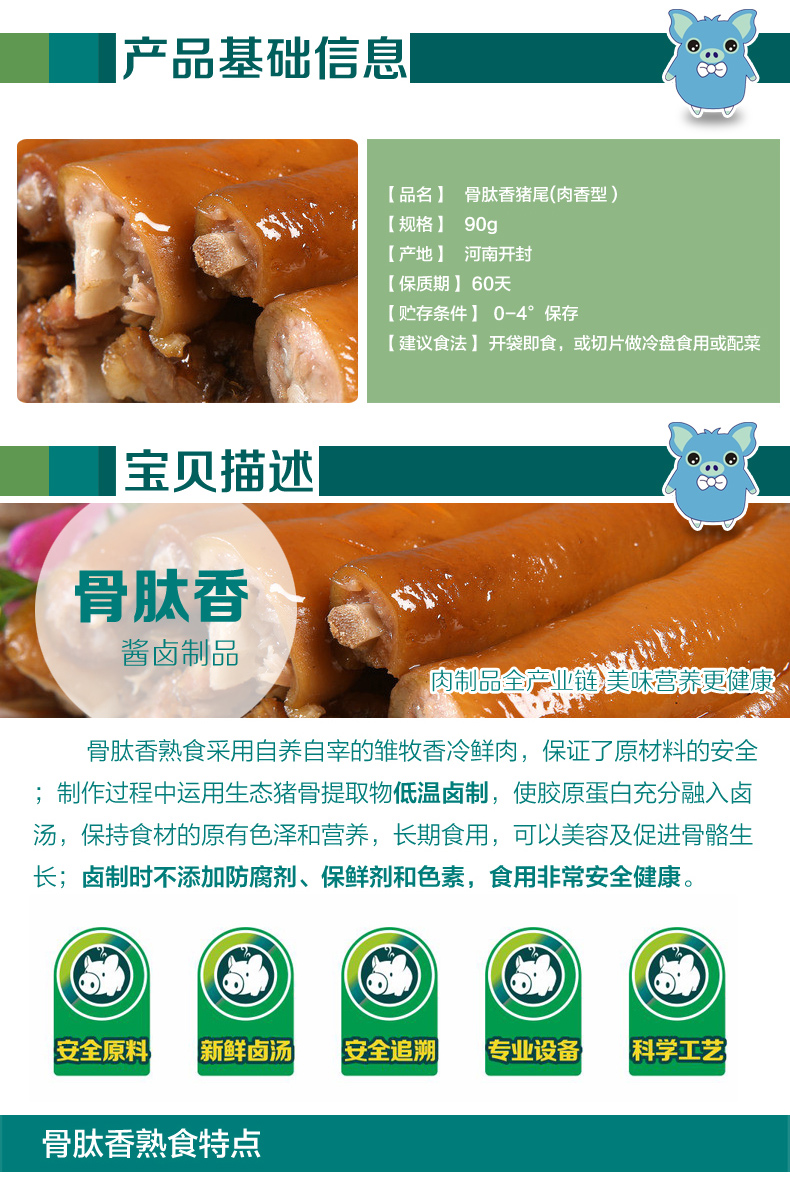 产品基础信息
【品名】 骨肽香猪尾(肉香型)
【规格】 90g
【产地】 河南开封
【保质期】60天
【贮存条件】 0-4°保存
【建议食法】开袋即食，或切片做冷盘食用或配菜
宝贝描述
骨肽香
酱卤制品
肉制品全产业链 美味营养更健康
骨肽香熟食采用自养自宰的雏牧香冷鲜肉，保证了原材料的安全
；制作过程中运用生态猪骨提取物低温卤制，使胶原蛋白充分融入卤
汤，保持食材的原有色泽和营养，长期食用，可以美容及促进骨骼生
长；卤制时不添加防腐剂、保鲜剂和色素，食用非常安全健康。
安全原料
新鲜卤汤
安全追溯
专业设备
科学工艺
骨肽香熟食特点